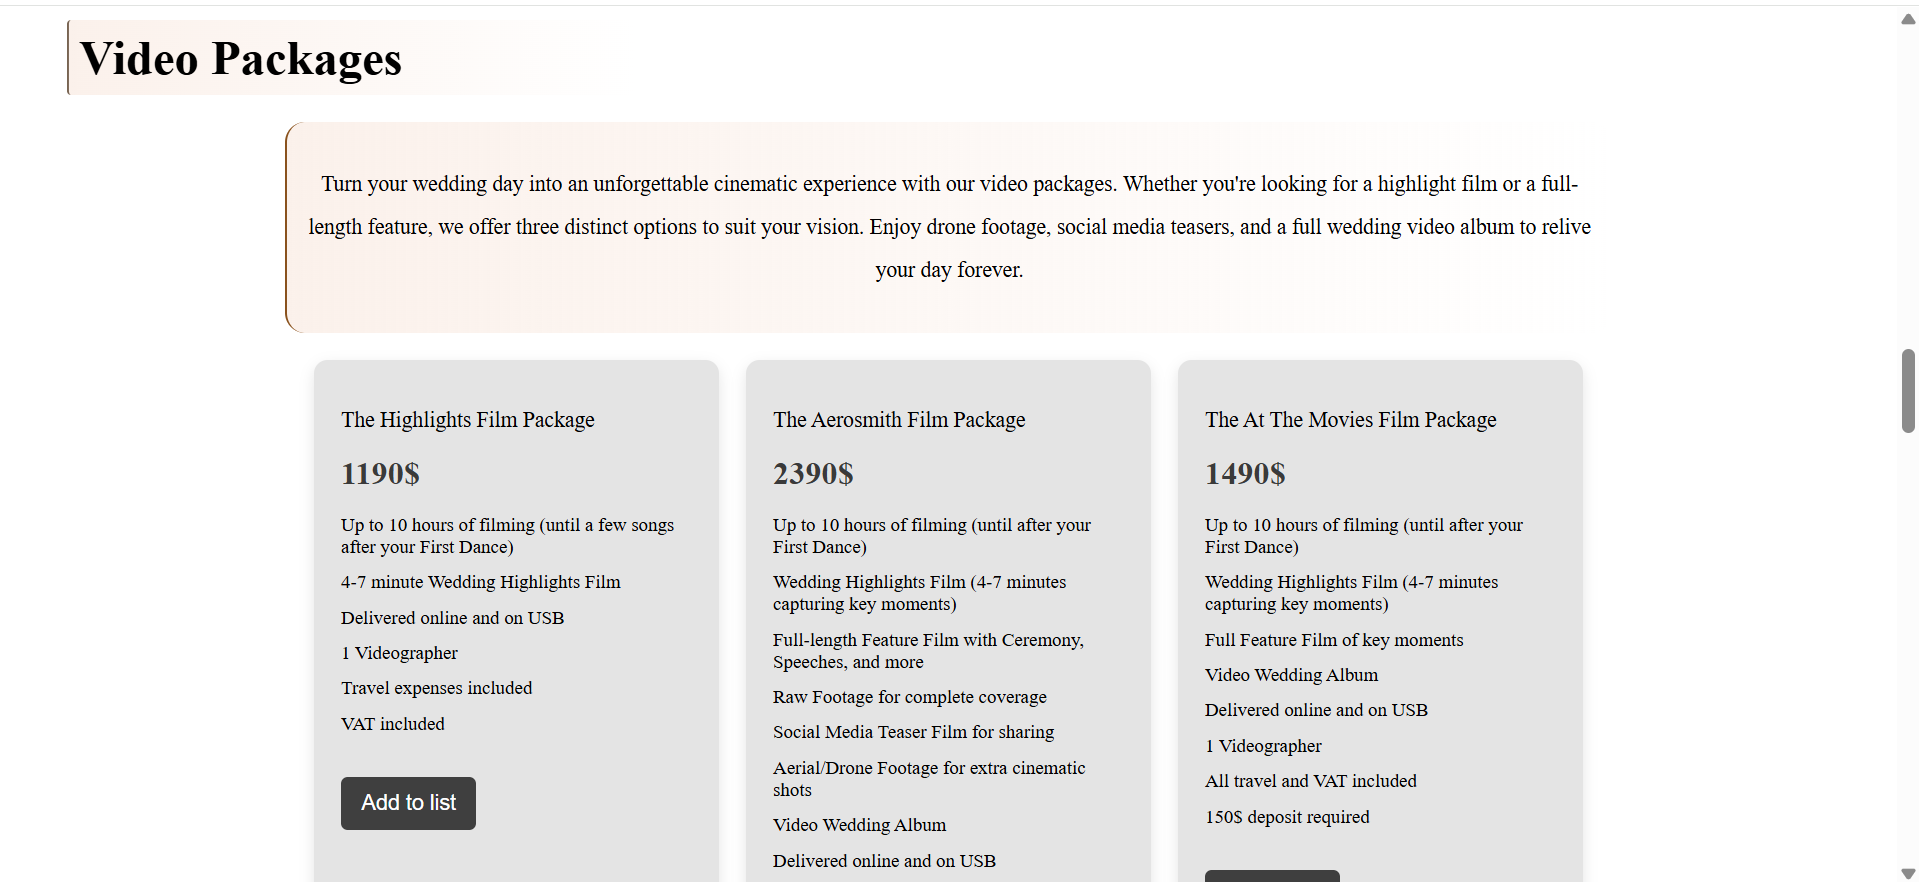 Video Packages
Turn your wedding day into an unforgettable cinematic experience with our video packages. Whether you're looking for a highlight film or a full-
length feature, we offer three distinct options to suit your vision. Enjoy drone footage, social media teasers, and a full wedding video album to relive
your day forever.
The Highlights Film Package
1190$
Up to 10 hours of filming (until a few songs
after your First Dance)
4-7 minute Wedding Highlights Film
Delivered online and on USB
1 Videographer
Travel expenses included
VAT included
Add to list
The Aerosmith Film Package
2390$
Up to 10 hours of filming (until after your
First Dance)
Wedding Highlights Film (4-7 minutes
capturing key moments)
Full-length Feature Film with Ceremony,
Speeches, and more
Raw Footage for complete coverage
Social Media Teaser Film for sharing
Aerial/Drone Footage for extra cinematic
shots
Video Wedding Album
Delivered online and on USB
The At The Movies Film Package
1490$
Up to 10 hours of filming (until after your
First Dance)
Wedding Highlights Film (4-7 minutes
capturing key moments)
Full Feature Film of key moments
Video Wedding Album
Delivered online and on USB
1 Videographer
All travel and VAT included
150$ deposit required